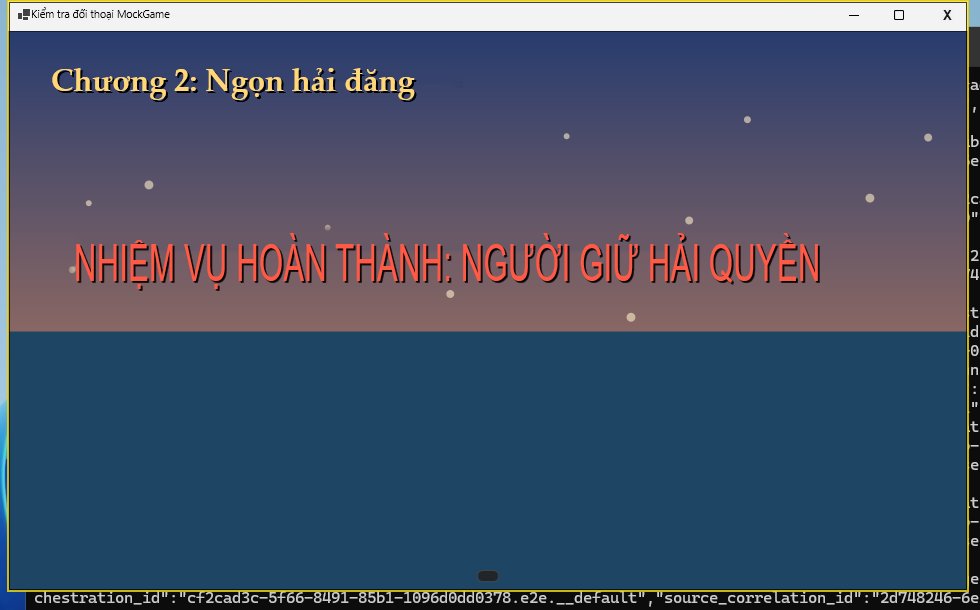 Kiểm tra đối thoại MockGame
Chương 2: Ngọn hải đăng
NHIỆM VỤ HOÀN THÀNH: NGƯỜI GIỮ HẢI QUYỀN
chestration_id":"cf2cad3c-5f66-8491-85b1-1096d0dd0378.e2e.__default","source_correlation_id":"2d748246-6